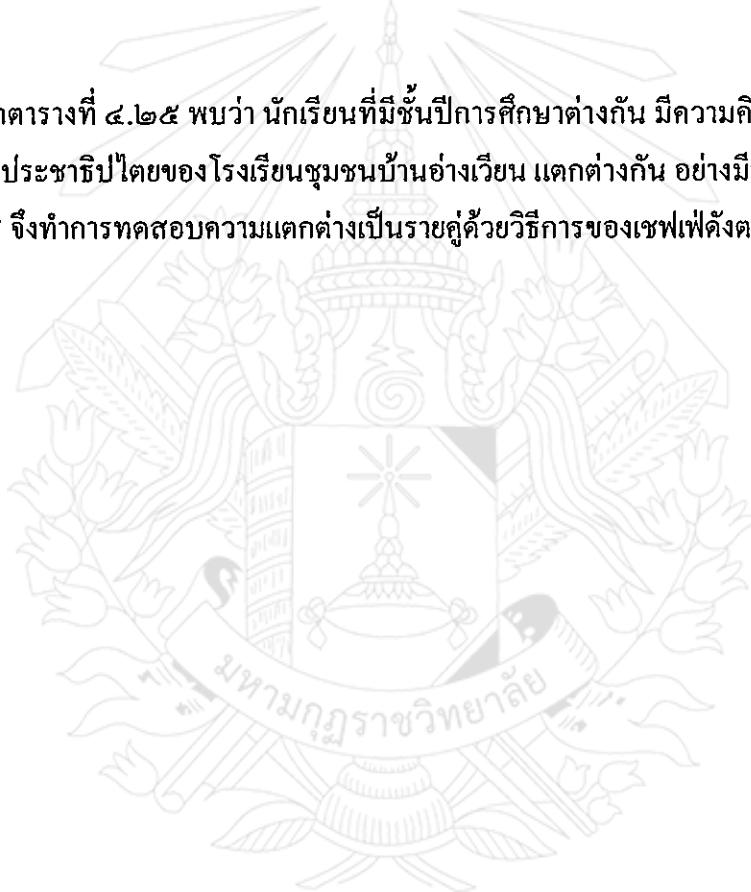 าตารางที่ ๔.๒๕ พบว่า นักเรียนที่มีชั้นปีการศึกษาต่างกัน มีความคิ
ประชาธิปไตยของโรงเรียนชุมชนบ้านอ่างเวียน แตกต่างกัน อย่างมี
จึงทำการทดสอบความแตกต่างเป็นรายคู่ด้วยวิธีการของเชฟเฟ่ดังต
มหามกุฏราชวิทยาลัย